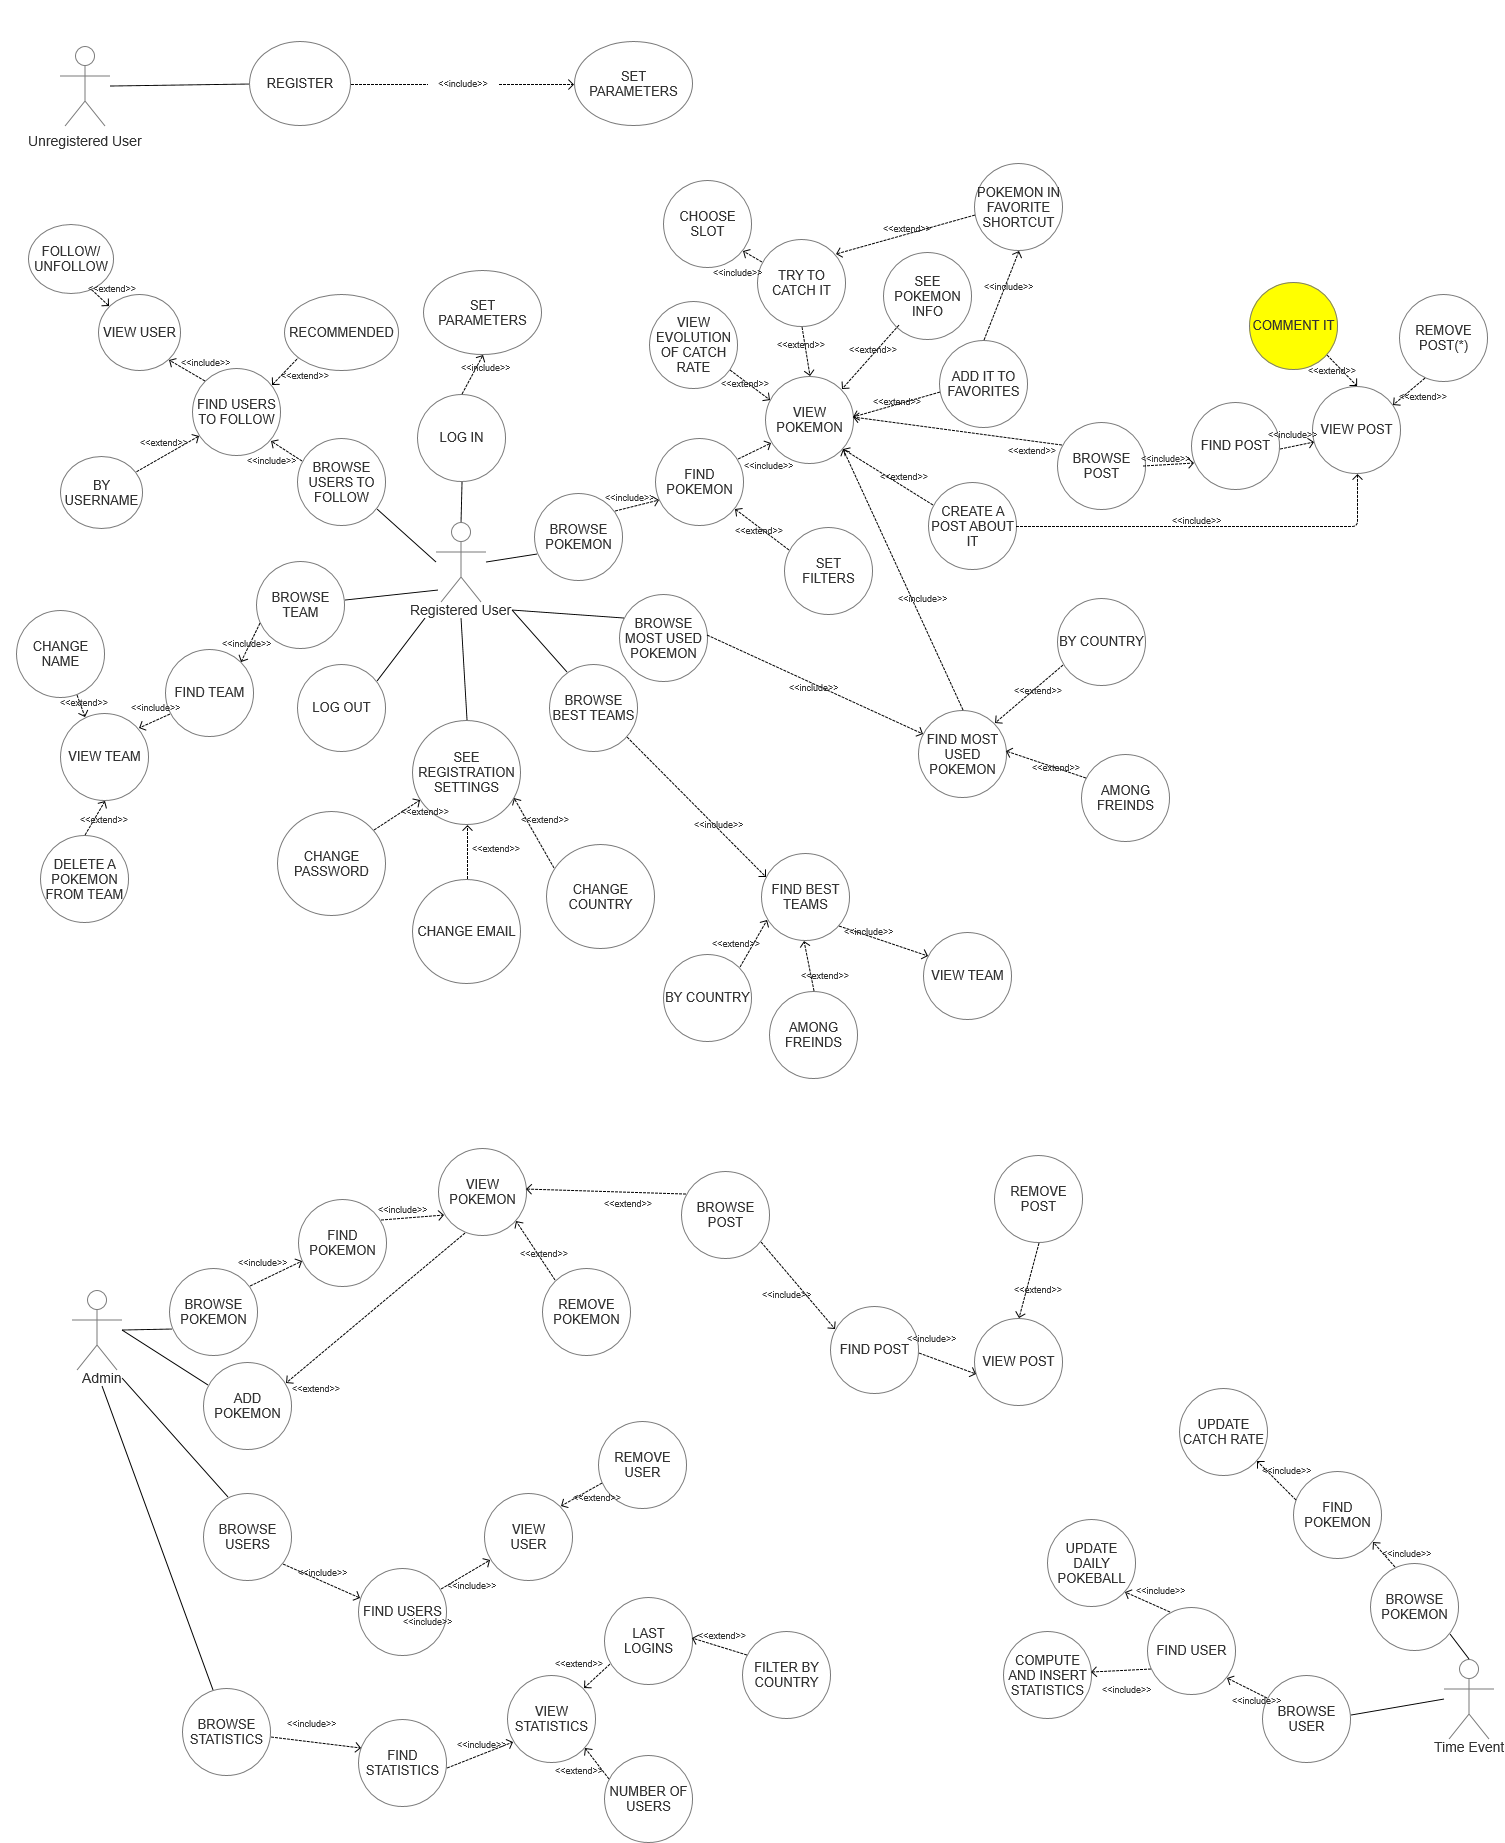 REGISTER
<<include>>
SET
PARAMETERS
Unregistered User
FOLLOW/
UNFOLLOW
<<extend>>
VIEW USER
<<include>>
RECOMMENDED
<<extend>>
FIND USERS
TO FOLLOW
<<extend>>
<<include>>
BY
USERNAME
BROWSE
USERS TO
FOLLOW
SET
PARAMETERS
<<include>>
LOG IN
Registered User
CHOOSE
SLOT
<<include>>
TRY TO
CATCH IT
<<extend>>
POKEMON IN
FAVORITE
SHORTCUT
<<extend>>
SEE
POKEMON
INFO
<<extend>>
<<include>>
VIEW
EVOLUTION
OF CATCH
RATE
<<extend>>
ADD IT TO
FAVORITES
<<extend>>
VIEW
POKEMON
FIND
POKEMON
<<include>>
BROWSE
POKEMON
<<include>>
<<extend>>
SET
FILTERS
<<extend>>
BROWSE
POST
<<include>>
FIND POST
<<include>>
VIEW POST
COMMENT IT
<<extend>>
REMOVE
POST(*)
<<extend>>
<<extend>>
CREATE A
POST ABOUT
IT
<<include>>
<<include>>
BROWSE
TEAM
<<include>>
FIND TEAM
<<include>>
CHANGE
NAME
<<extend>>
VIEW TEAM
<<extend>>
DELETE A
POKEMON
FROM TEAM
LOG OUT
SEE
REGISTRATION
SETTINGS
<<extend>>
<<extend>>
<<extend>>
CHANGE
PASSWORD
CHANGE EMAIL
CHANGE
COUNTRY
BROWSE
MOST USED
POKEMON
<<include>>
BROWSE
BEST TEAMS
<<include>>
BY COUNTRY
<<extend>>
FIND MOST
USED
POKEMON
<<extend>>
AMONG
FREINDS
FIND BEST
TEAMS
<<extend>>
<<include>>
<<extend>>
BY COUNTRY
VIEW TEAM
AMONG
FREINDS
VIEW
POKEMON
<<include>>
FIND
POKEMON
<<include>>
BROWSE
POKEMON
<<extend>>
BROWSE
POST
<<extend>>
REMOVE
POKEMON
REMOVE
POST
<<extend>>
<<include>>
FIND POST
<<include>>
VIEW POST
Admin
ADD
POKEMON
<<extend>>
BROWSE
USERS
<<include>>
FIND USERS
<<include>>
<<include>>
VIEW
USER
REMOVE
USER
<<extend>>
BROWSE
STATISTICS
<<include>>
FIND
STATISTICS
<<include>>
VIEW
STATISTICS
<<extend>>
LAST
LOGINS
<<extend>>
FILTER BY
COUNTRY
<<extend>>
NUMBER OF
USERS
UPDATE
CATCH RATE
<<include>>
FIND
POKEMON
<<include>>
BROWSE
POKEMON
UPDATE
DAILY
POKEBALL
<<include>>
FIND USER
COMPUTE
AND INSERT
STATISTICS
<<include>>
<<include>>
BROWSE
USER
Time Event